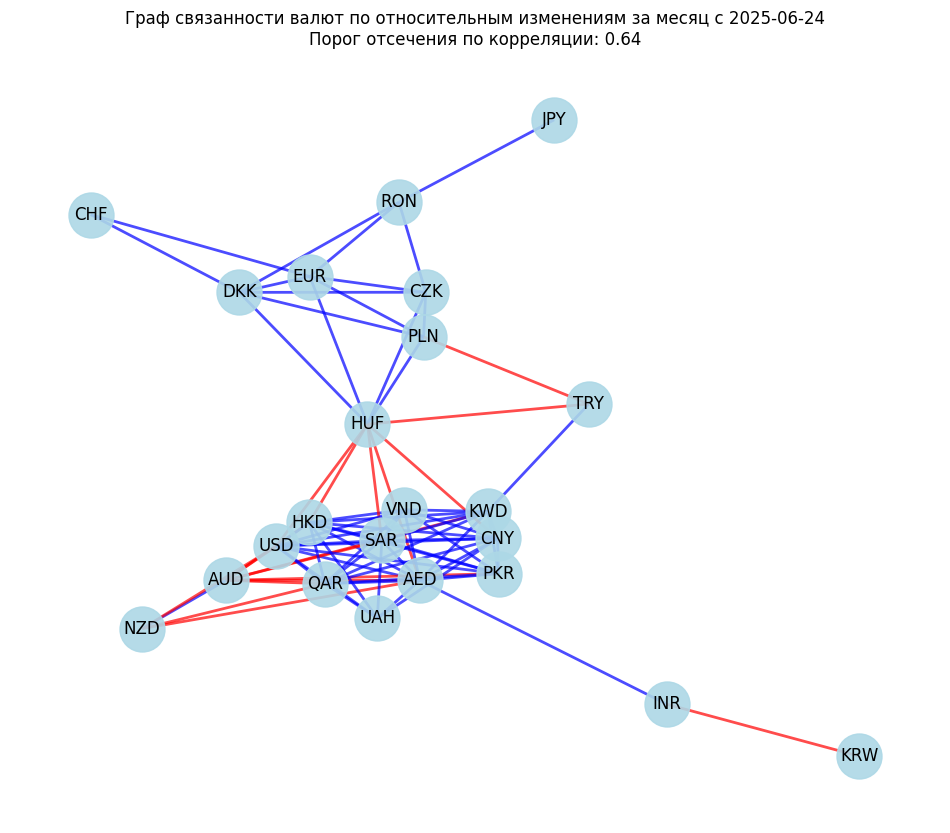 Граф связанности валют по относительным изменениям за месяц с 2025-06-24
Порог отсечения по корреляции: 0.64
JPY
RON
CHF
EUR
DKK
CZK
PLN
TRY
HUF
VND
KWD
HKD
USD
SAR
CNY
PKR
AUD
QAR
AED
UAH
NZD
INR
KRW